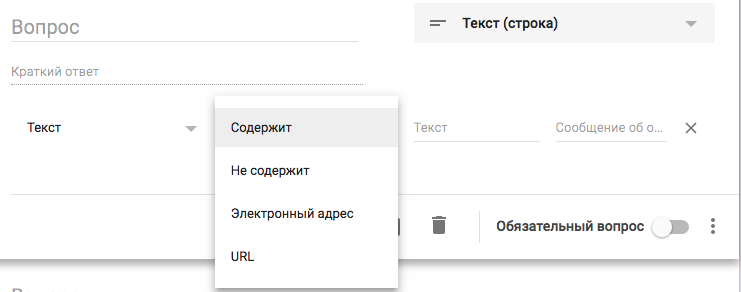 Вопрос
Текст (строка)
Краткий ответ
Текст
Содержит
Текст
Сообщение об о...
Не содержит
Электронный адрес
Обязательный вопрос
URL